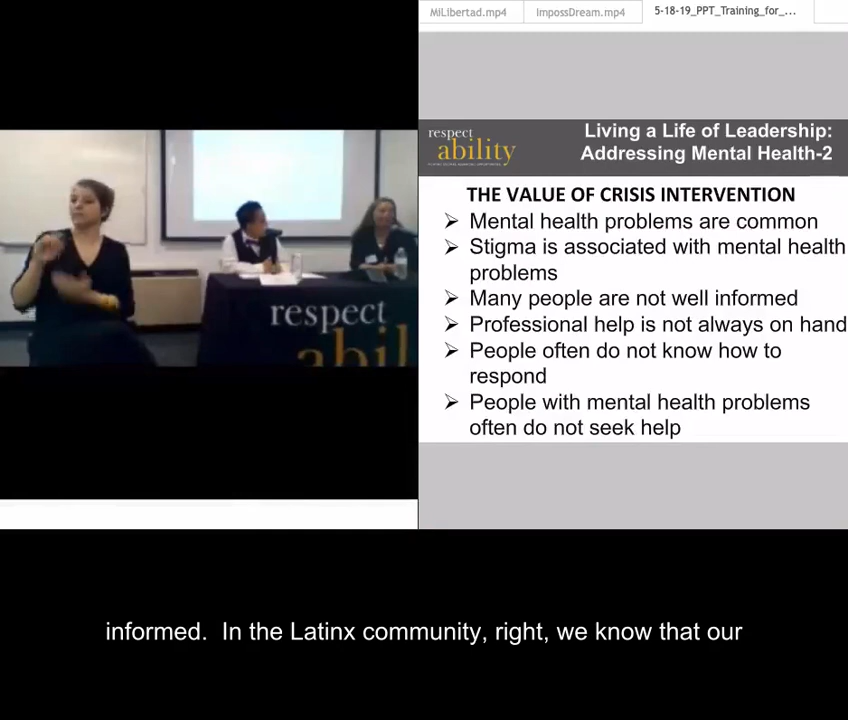 MiLibertad.mp4
ImpossDream.mp4
5-18-19_PPT_Training_for_...
respect
ability
Living a Life of Leadership:
Addressing Mental Health-2
THE VALUE OF CRISIS INTERVENTION
➢ Mental health problems are common
➢ Stigma is associated with mental health
problems
➢ Many people are not well informed
➢ Professional help is not always on hand
➢ People often do not know how to
respond
➢ People with mental health problems
often do not seek help
respect
abil
informed.  In the Latinx community, right, we know that our